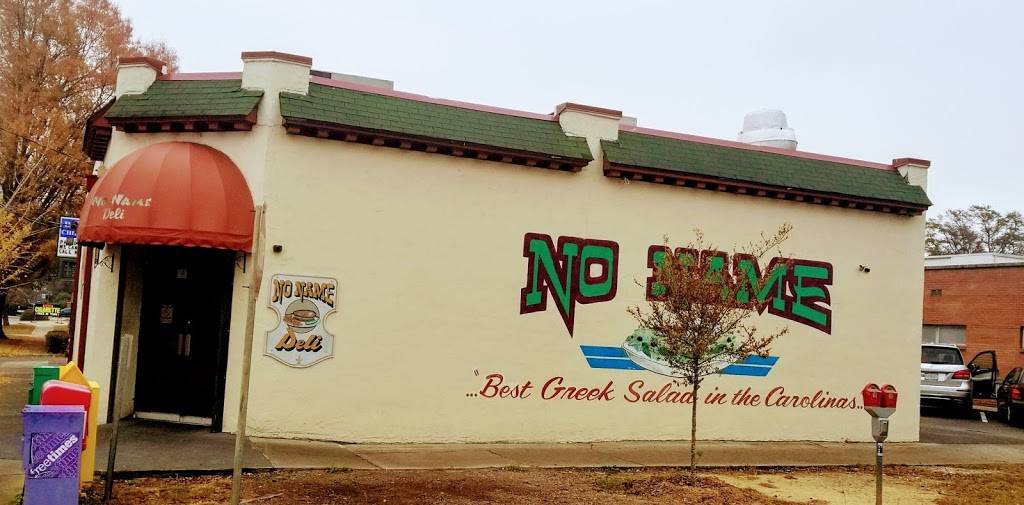 No Name
Deli
NO NAME
Deli
NO NAME
"...Best Greek Salad in the Carolinas...
freetimes